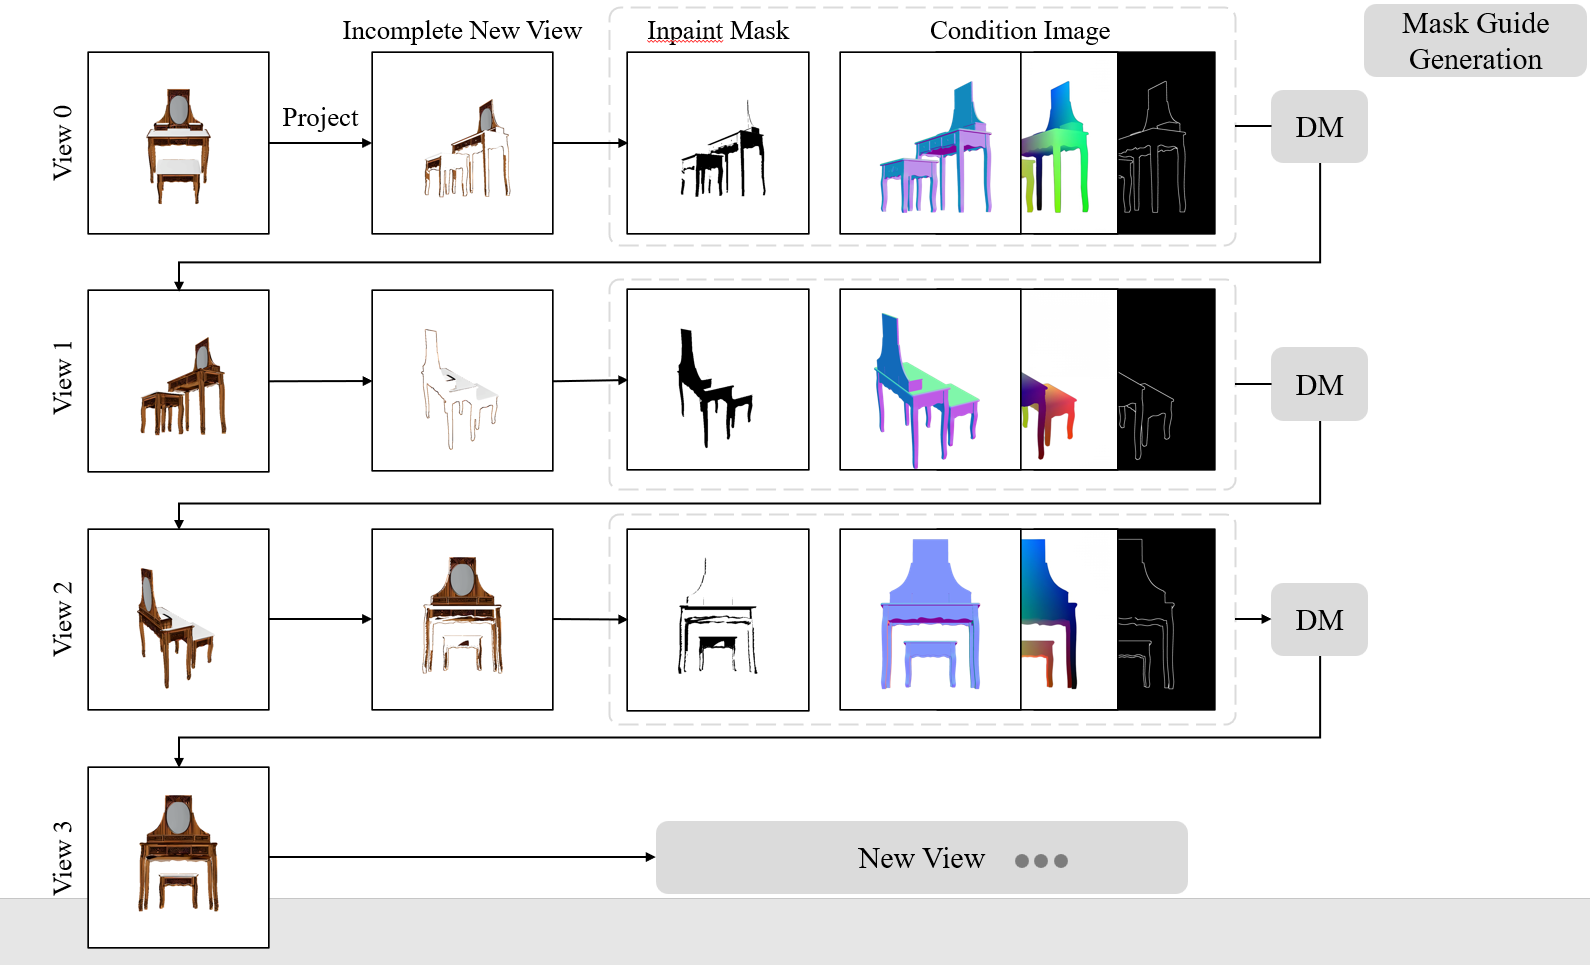 Incomplete New View
Inpaint Mask
Condition Image
Mask Guide
Generation
View 0
Project
DM
View 1
DM
View 2
DM
View 3
New View